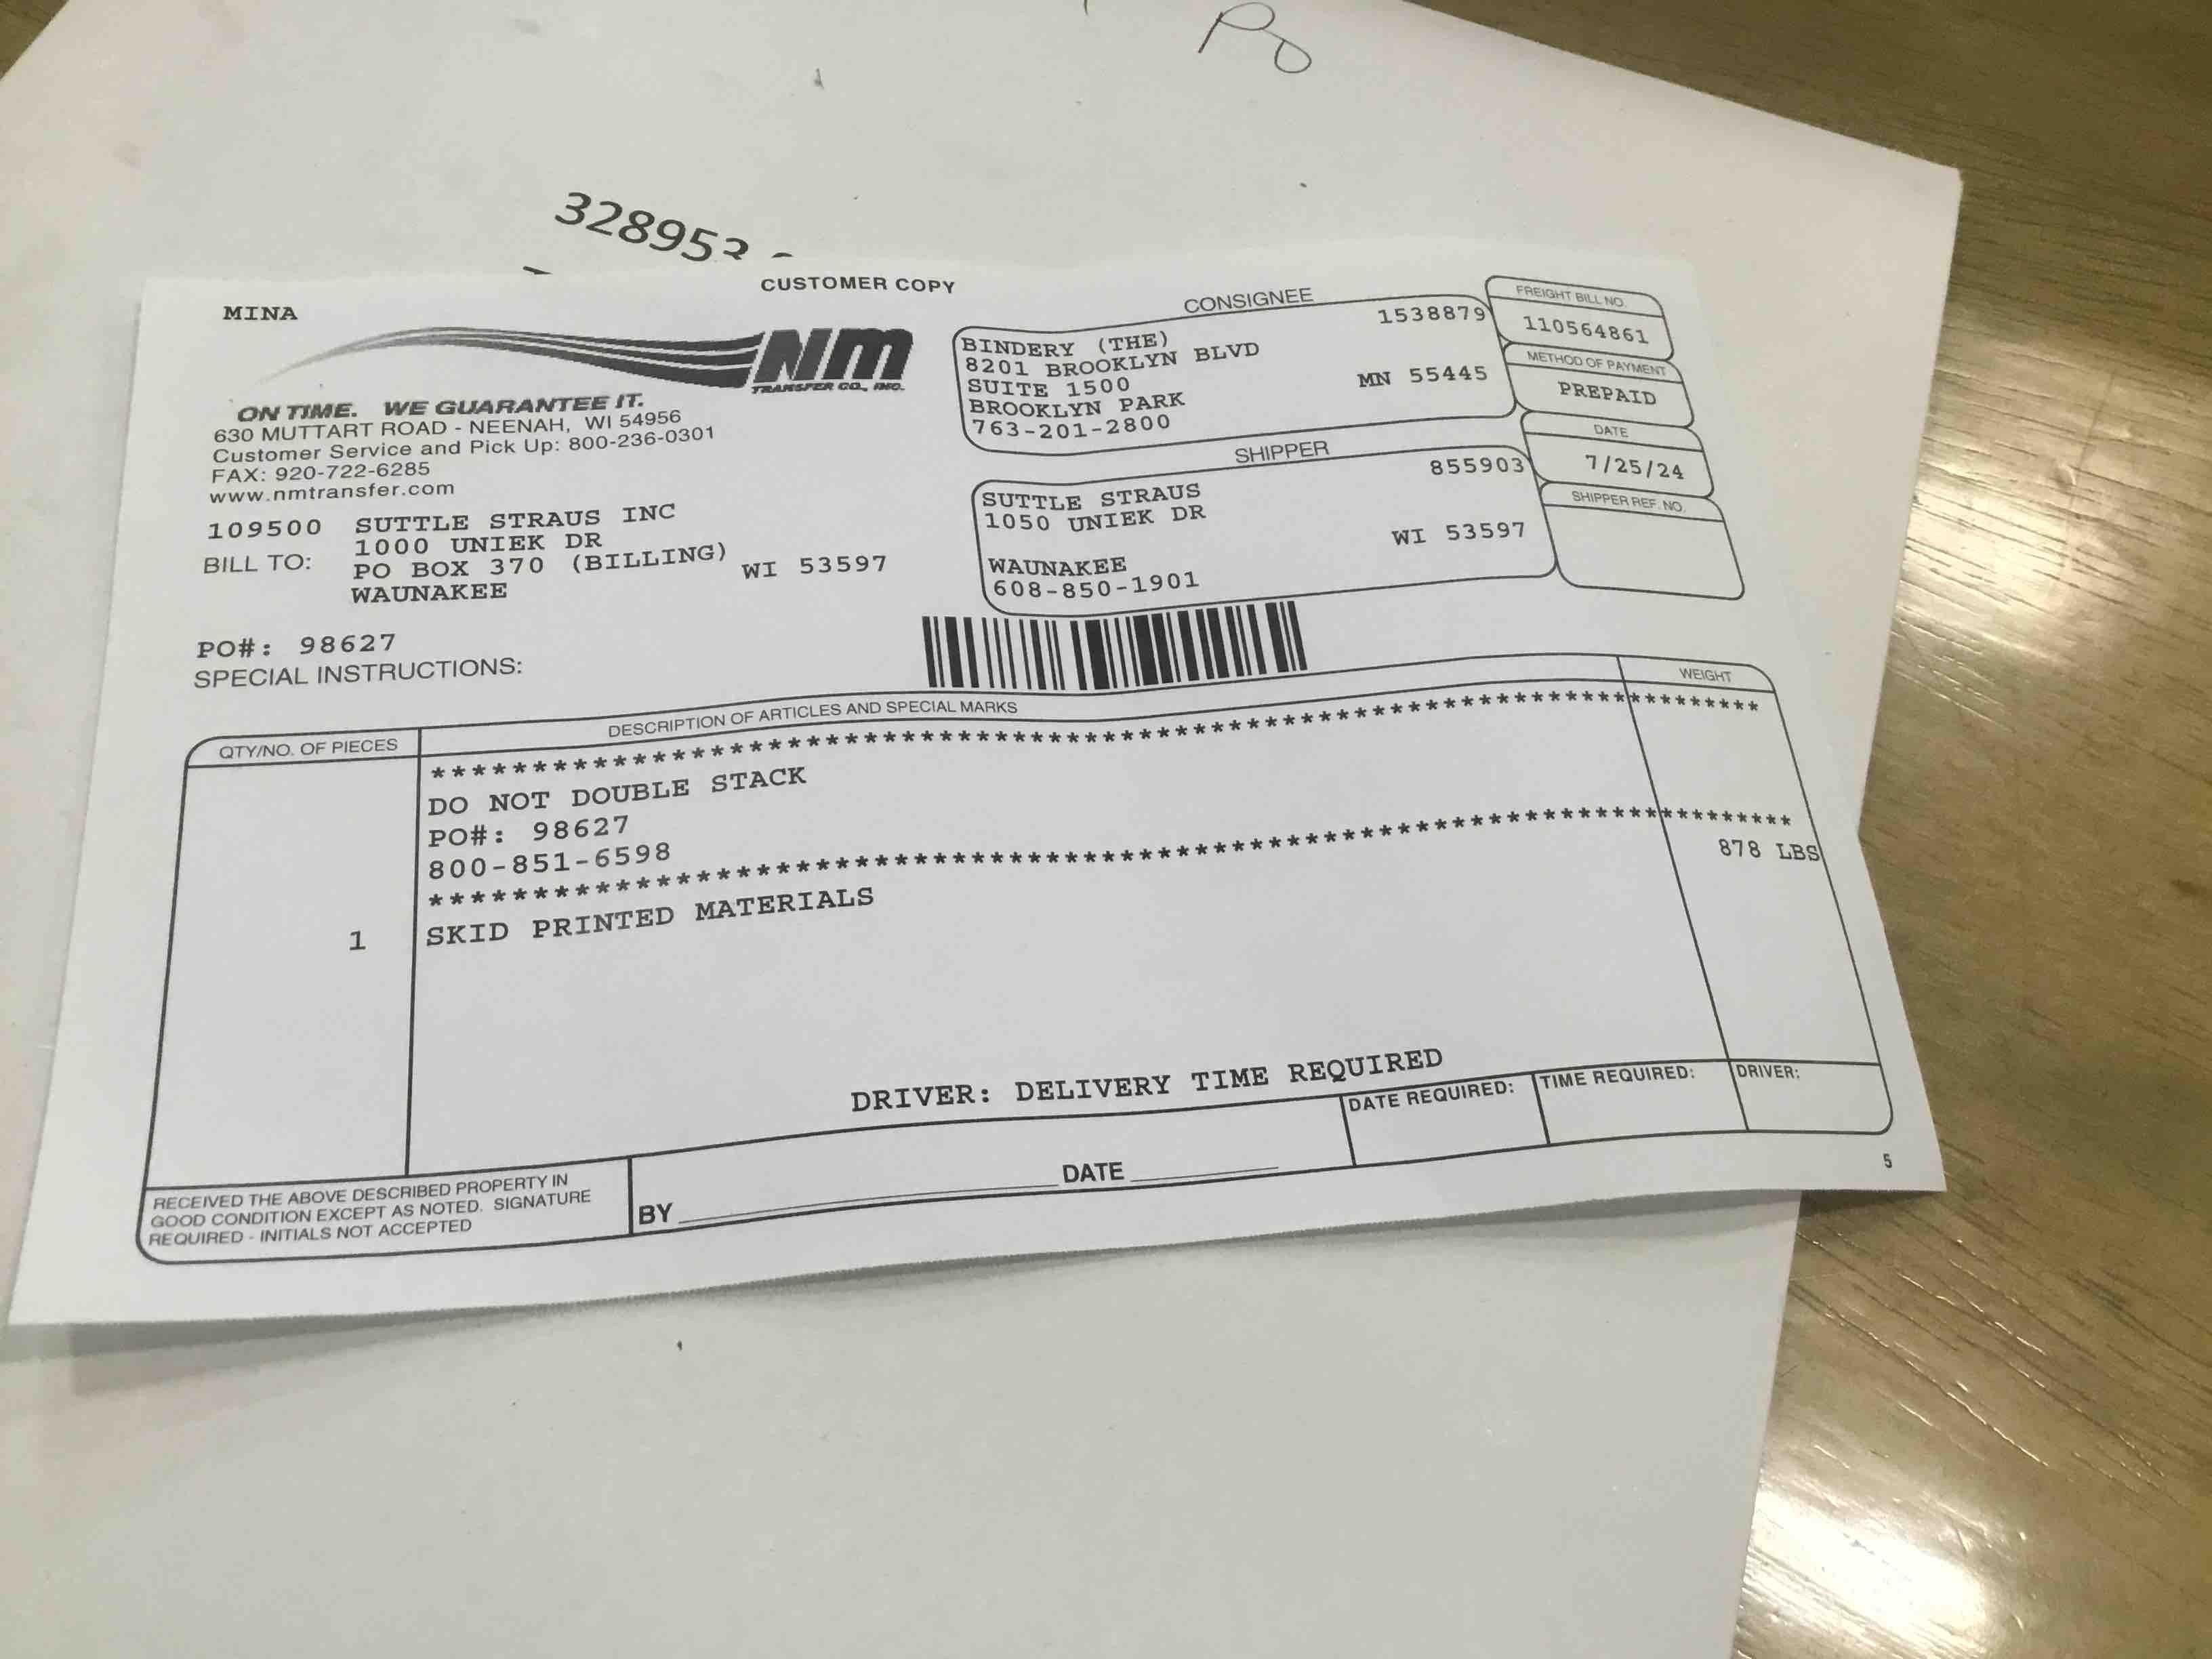 328953
CUSTOMER COPY
MINA
NM
TRANSFER CO., INC.
ON TIME. WE GUARANTEE IT.
630 MUTTART ROAD - NEENAH, WI 54956
Customer Service and Pick Up: 800-236-0301
FAX: 920-722-6285
www.nmtransfer.com
109500 SUTTLE STRAUS INC
BILL TO: 1000 UNIEK DR
PO BOX 370 (BILLING)
WAUNAKEE WI 53597
PO#: 98627
SPECIAL INSTRUCTIONS:
CONSIGNEE
1538879
BINDERY (THE)
8201 BROOKLYN BLVD
SUITE 1500
BROOKLYN PARK MN 55445
763-201-2800
SHIPPER
855903
SUTTLE STRAUS
1050 UNIEK DR
WAUNAKEE WI 53597
608-850-1901
FREIGHT BILL NO.
110564861
METHOD OF PAYMENT
PREPAID
DATE
7/25/24
SHIPPER REF. NO.
QTY/NO. OF PIECES DESCRIPTION OF ARTICLES AND SPECIAL MARKS WEIGHT
DO NOT DOUBLE STACK
PO#: 98627
800-851-6598
1 SKID PRINTED MATERIALS 878 LBS
DRIVER: DELIVERY TIME REQUIRED
RECEIVED THE ABOVE DESCRIBED PROPERTY IN
GOOD CONDITION EXCEPT AS NOTED. SIGNATURE
REQUIRED - INITIALS NOT ACCEPTED
BY DATE
DATE REQUIRED: TIME REQUIRED: DRIVER:
5